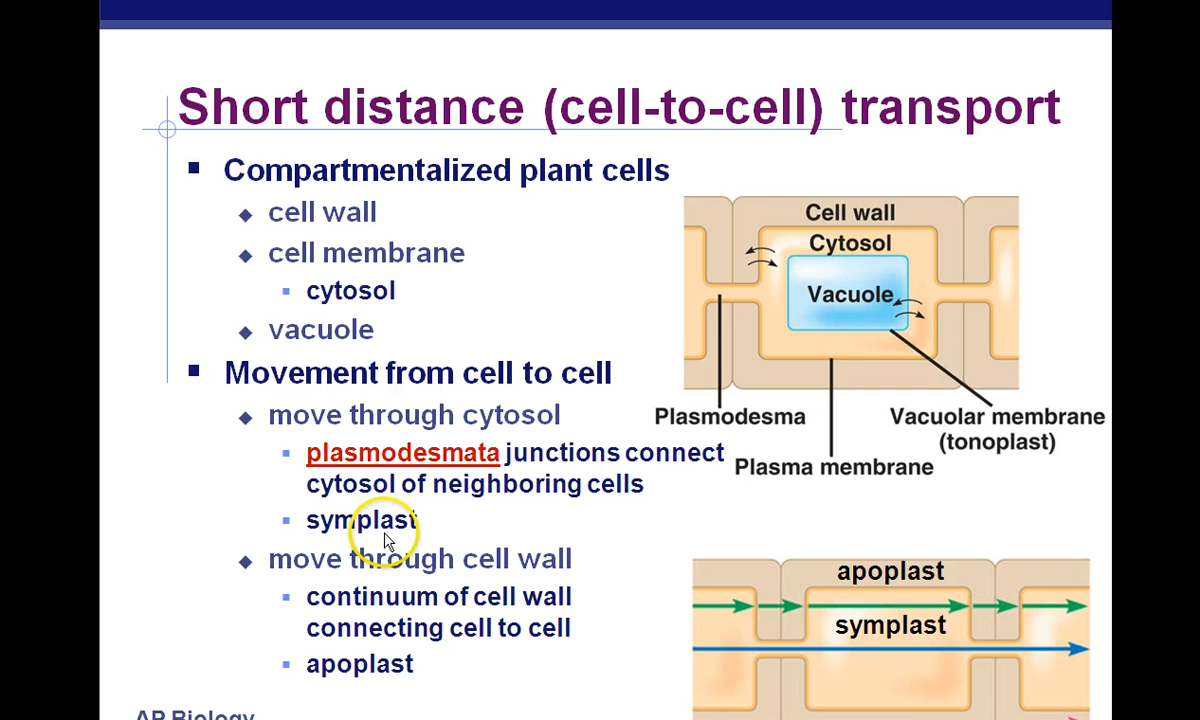 Short distance (cell-to-cell) transport
Compartmentalized plant cells
cell wall
cell membrane
cytosol
vacuole
Movement from cell to cell
move through cytosol
plasmodesmata junctions connect
cytosol of neighboring cells
symplast
move through cell wall
continuum of cell wall
connecting cell to cell
apoplast
Cell wall
Cytosol
Vacuole
Plasmodesma
Vacuolar membrane
(tonoplast)
Plasma membrane
apoplast
symplast
AP Biology